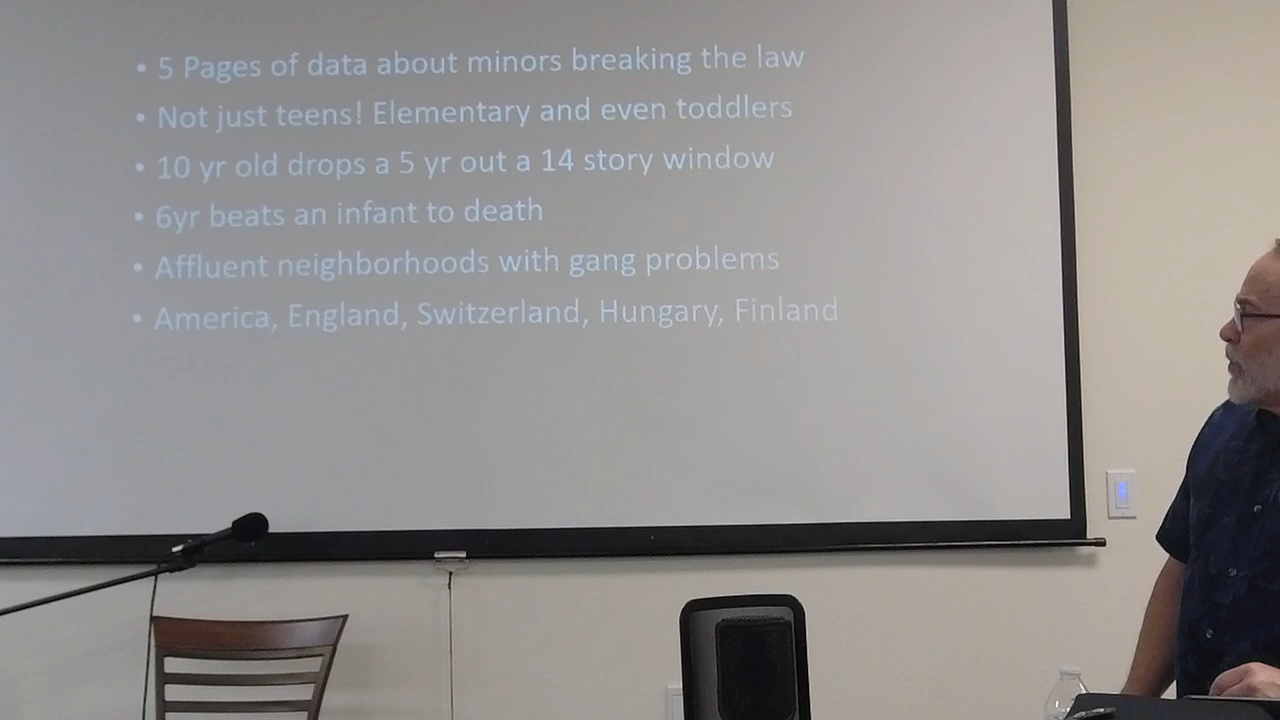 • 5 Pages of data about minors breaking the law
• Not just teens! Elementary and even toddlers
• 10 yr old drops a 5 yr out a 14 story window
• 6yr beats an infant to death
• Affluent neighborhoods with gang problems
• America, England, Switzerland, Hungary, Finland